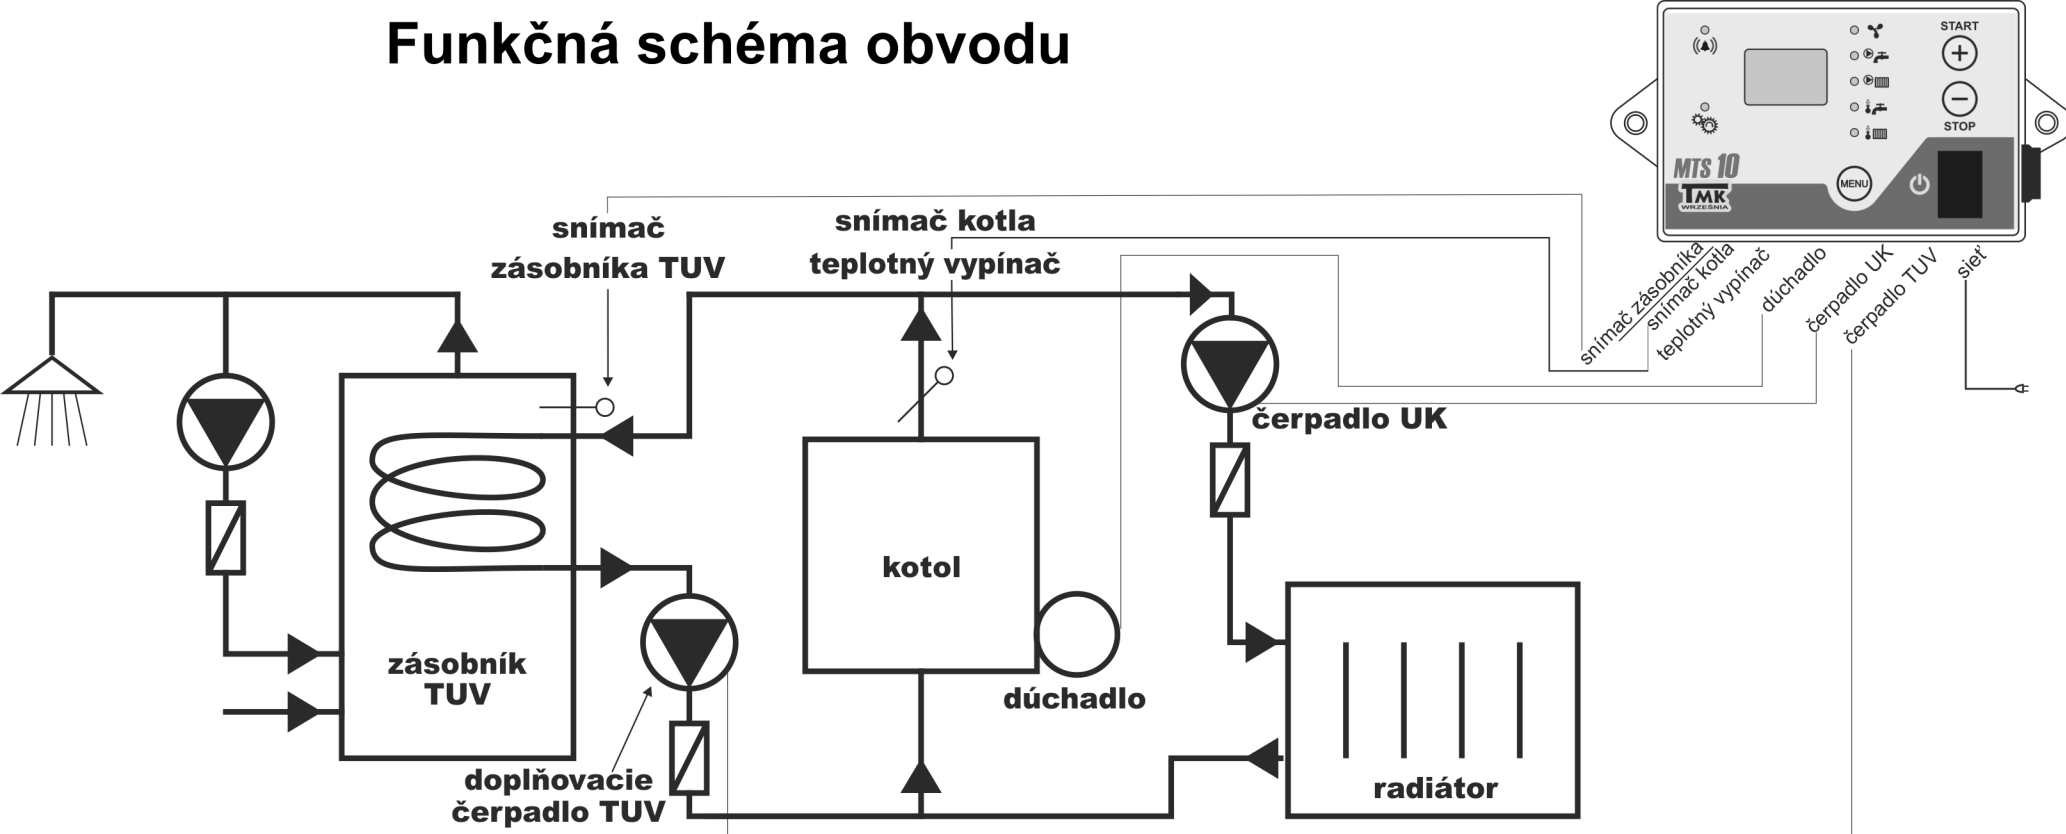 Funkčná schéma obvodu
START
STOP
MTS 10
TMK
WRZEŚNIA
MENU
snímač
zásobníka TUV
snímač kotla
teplotný vypínač
snímač zásobníka
snímač kotla
teplotný vypínač
dúchadlo
čerpadlo UK
čerpadlo TUV
sieť
čerpadlo UK
kotol
zásobník
TUV
dúchadlo
doplňovacie
čerpadlo TUV
radiátor